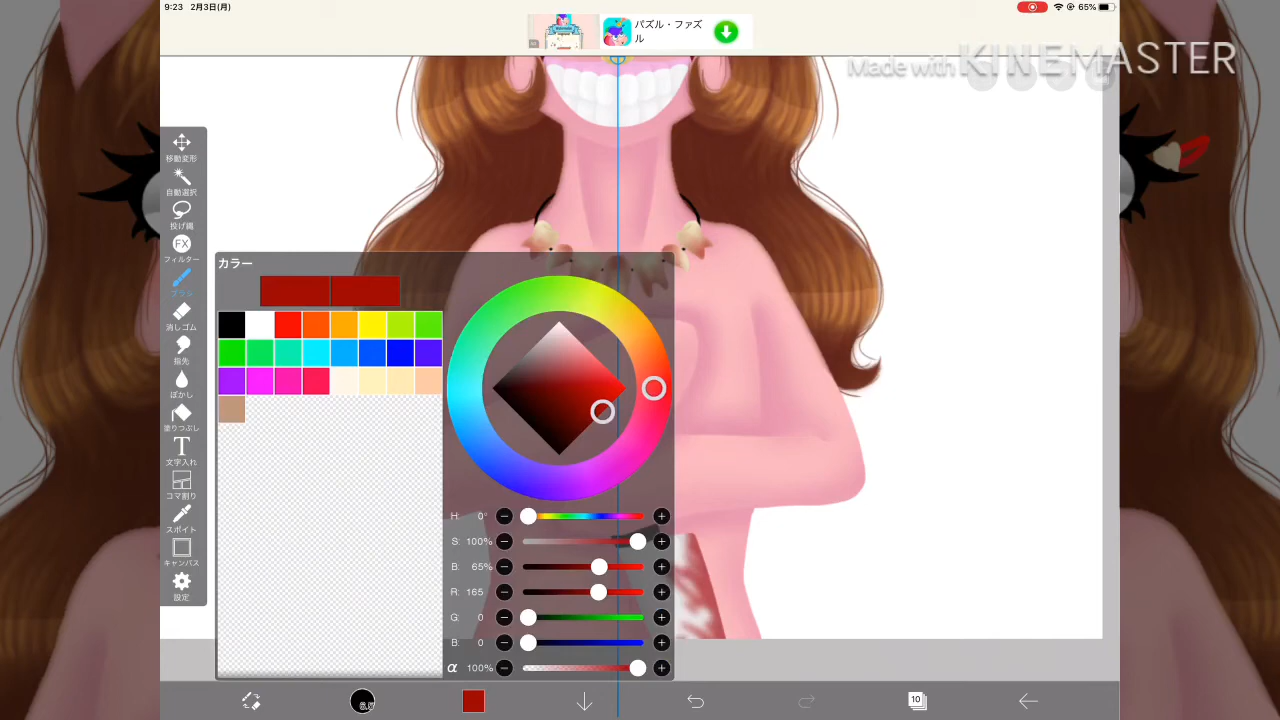 9:23 2月3日(月)
65%
パズル・ファズ
ル
Made with KINEMASTER
移動変形
自動選択
投げ縄
FX
フィルター
ブラシ
消しゴム
指先
ぼかし
塗りつぶし
T
文字入れ
コマ割り
スポイト
キャンバス
設定
カラー
H: 0°
S: 100%
B: 65%
R: 165
G: 0
B: 0
α 100%
10